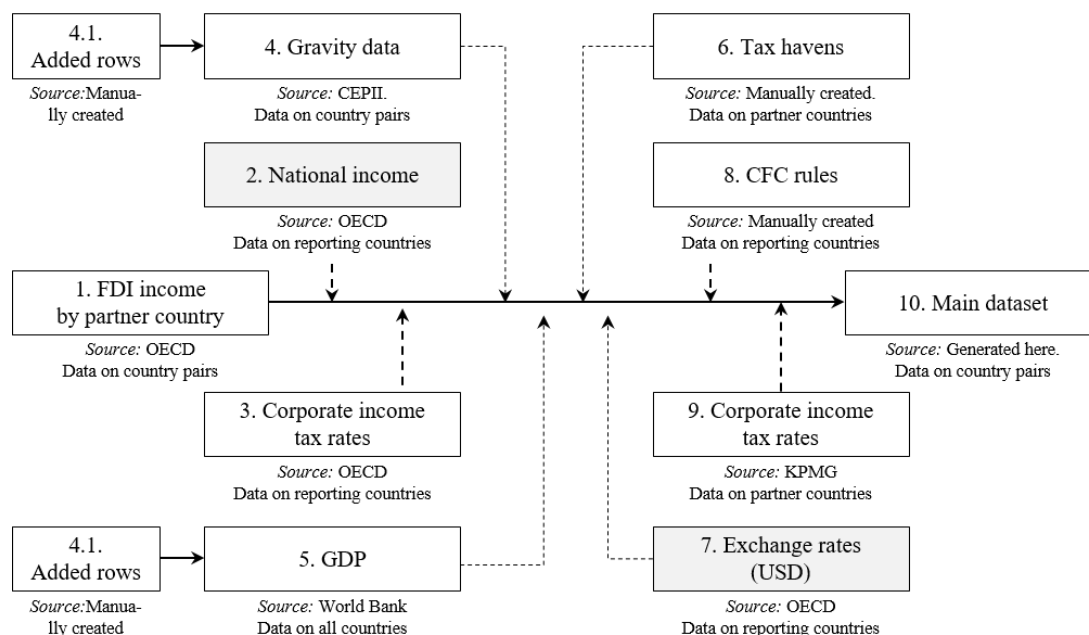 4.1.
Added rows
Source:Manua-
lly created
4. Gravity data
Source: CEPII.
Data on country pairs
6. Tax havens
Source: Manually created.
Data on partner countries
2. National income
Source: OECD
Data on reporting countries
8. CFC rules
Source: Manually created
Data on reporting countries
1. FDI income
by partner country
Source: OECD
Data on country pairs
10. Main dataset
Source: Generated here.
Data on country pairs
3. Corporate income
tax rates
Source: OECD
Data on reporting countries
9. Corporate income
tax rates
Source: KPMG
Data on partner countries
4.1.
Added rows
Source:Manua-
lly created
5. GDP
Source: World Bank
Data on all countries
7. Exchange rates
(USD)
Source: OECD
Data on reporting countries